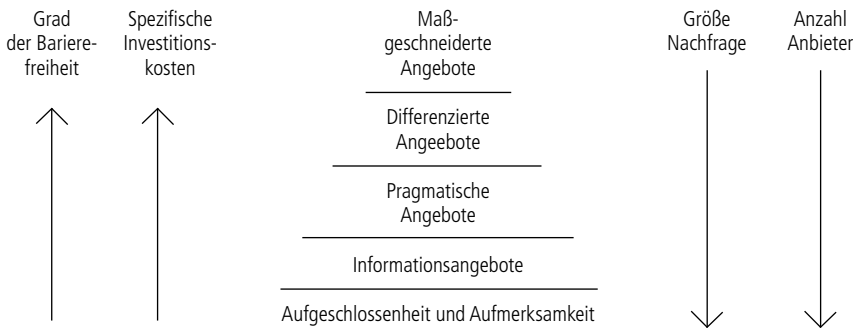 Grad
der Bariere-
freiheit
Spezifische
Investitions-
kosten
Maß-
geschneiderte
Angebote
Größe
Nachfrage
Anzahl
Anbieter
Differenzierte
Angeebote
Pragmatische
Angebote
Informationsangebote
Aufgeschlossenheit und Aufmerksamkeit